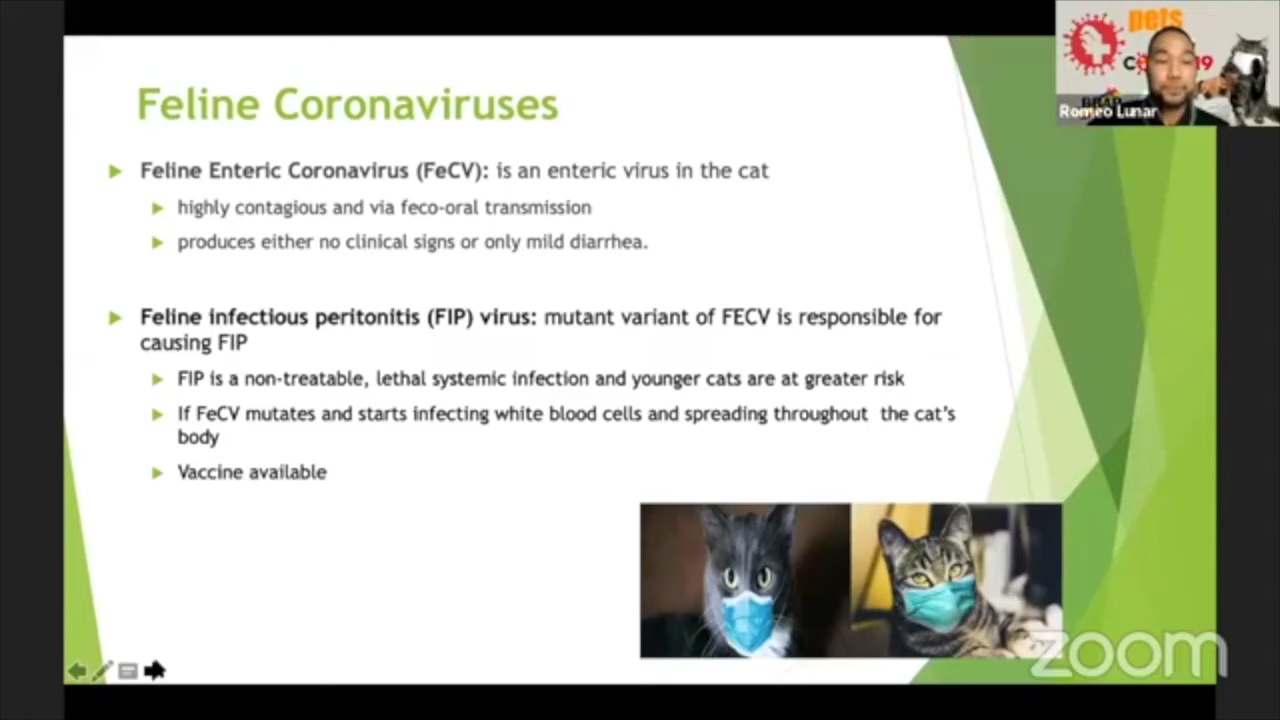 Feline Coronaviruses
Feline Enteric Coronavirus (FeCV): is an enteric virus in the cat
highly contagious and via feco-oral transmission
produces either no clinical signs or only mild diarrhea.
Feline infectious peritonitis (FIP) virus: mutant variant of FECV is responsible for
causing FIP
FIP is a non-treatable, lethal systemic infection and younger cats are at greater risk
If FeCV mutates and starts infecting white blood cells and spreading throughout the cat's
body
Vaccine available
pets
Romeo Lunar
zoom